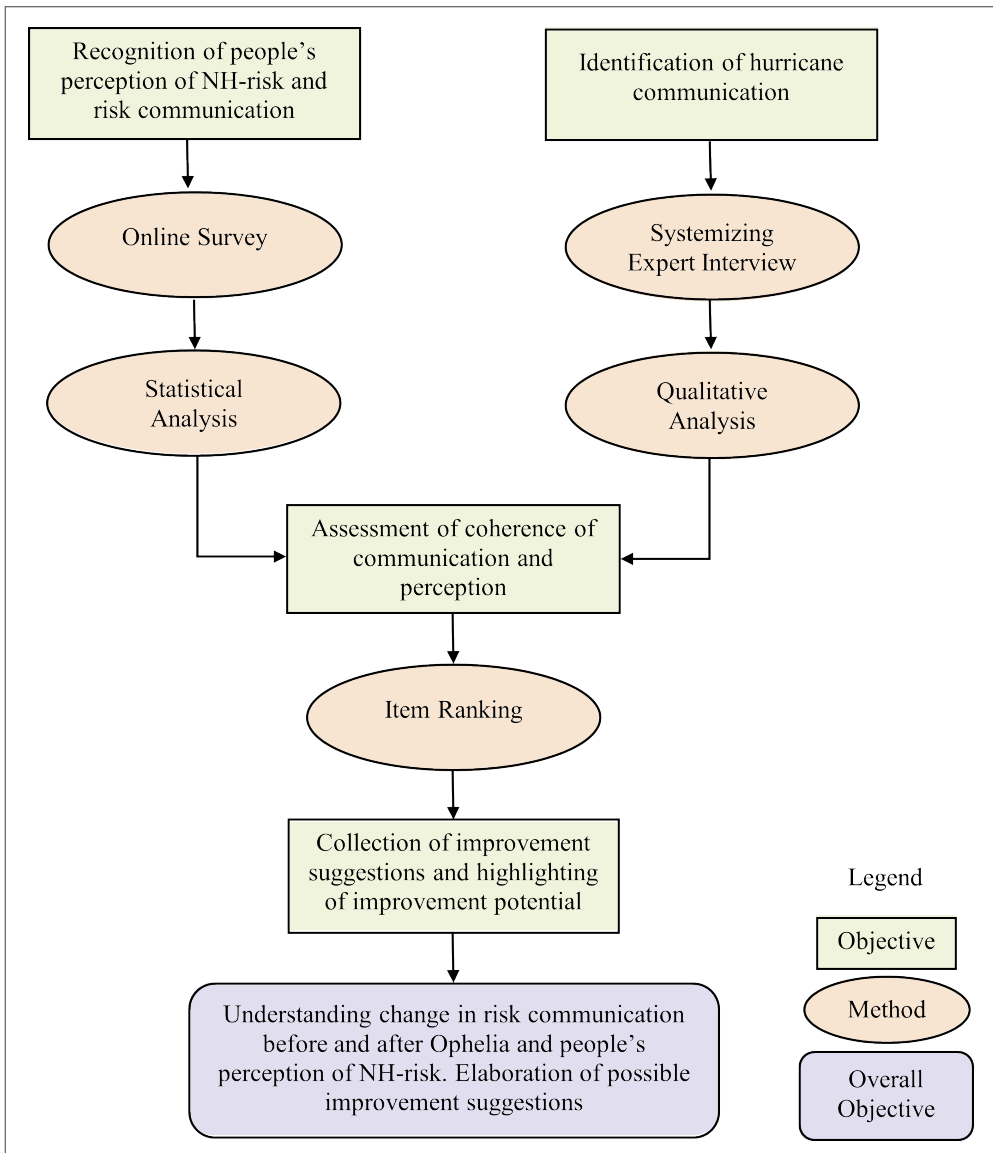 Recognition of people’s
perception of NH-risk and
risk communication
Identification of hurricane
communication
Online Survey
Systemizing
Expert Interview
Statistical
Analysis
Qualitative
Analysis
Assessment of coherence of
communication and
perception
Item Ranking
Collection of improvement
suggestions and highlighting
of improvement potential
Understanding change in risk communication
before and after Ophelia and people’s
perception of NH-risk. Elaboration of possible
improvement suggestions
Legend
Objective
Method
Overall
Objective